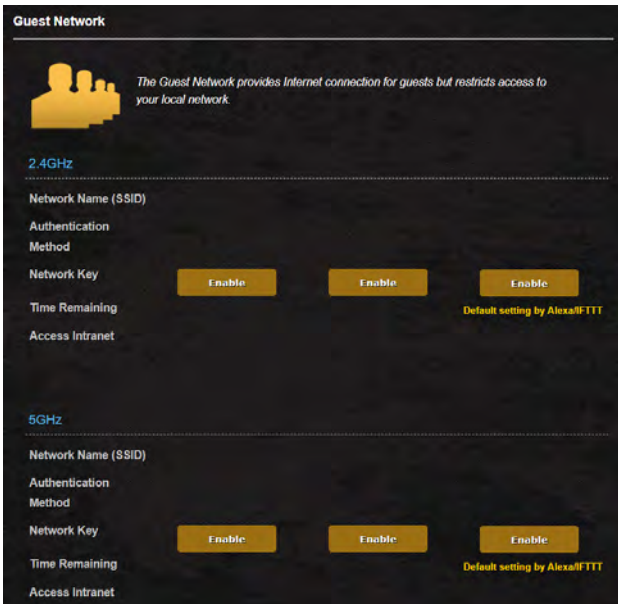 Guest Network
The Guest Network provides Internet connection for guests but restricts access to
your local network.
2.4GHz
Network Name (SSID)
Authentication
Method
Network Key
Enable Enable Enable
Time Remaining
Default setting by Alexa/IFTTT
Access Intranet
5GHz
Network Name (SSID)
Authentication
Method
Network Key
Enable Enable Enable
Time Remaining
Default setting by Alexa/IFTTT
Access Intranet